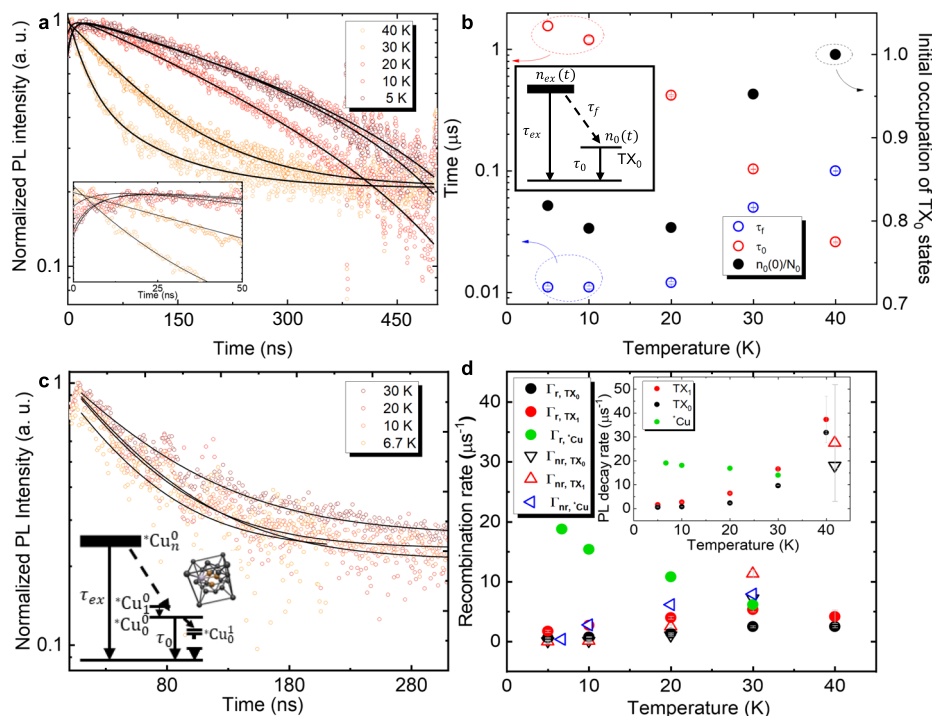 a
Normalized PL intensity (a. u.)
1
0.1
40 K
30 K
20 K
10 K
5 K
0
25
50
Time (ns)
0
150
300
450
Time (ns)
b
Time (μs)
1
0.1
0.01
n_ex(t)
τ_f
n_0(t)
τ_ex
τ_0
TX_0
τ_f
τ_0
n_0(0)/N_0
Initial occupation of TX_0 states
1.0
0.9
0.8
0.7
0
10
20
30
40
Temperature (K)
c
Normalized PL Intensity (a. u.)
1
0.1
30 K
20 K
10 K
6.7 K
*Cu_n^0
τ_ex
*Cu_1^0
*Cu_0^0
*Cu_0^1
τ_0
80
180
280
Time (ns)
d
Recombination rate (μs⁻¹)
45
30
15
0
Γ_r, TX_0
Γ_r, TX_1
Γ_r, *Cu
Γ_nr, TX_0
Γ_nr, TX_1
Γ_nr, *Cu
PL decay rate (μs⁻¹)
50
40
30
20
10
0
TX_1
TX_0
*Cu
0
10
20
30
40
Temperature (K)
0
10
20
30
40
Temperature (K)